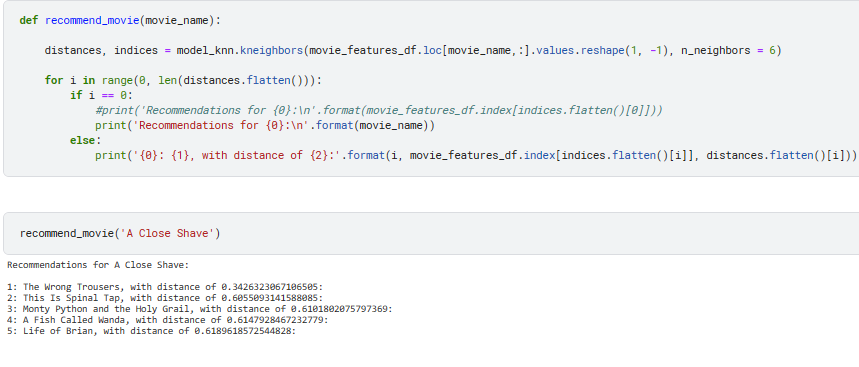 def recommend_movie(movie_name):
distances, indices = model_knn.kneighbors(movie_features_df.loc[movie_name,:].values.reshape(1, -1), n_neighbors = 6)
for i in range(0, len(distances.flatten())):
if i == 0:
#print('Recommendations for {0}:\n'.format(movie_features_df.index[indices.flatten()[0]]))
print('Recommendations for {0}:\n'.format(movie_name))
else:
print('{0}: {1}, with distance of {2}:'.format(i, movie_features_df.index[indices.flatten()[i]], distances.flatten()[i]))
recommend_movie('A Close Shave')
Recommendations for A Close Shave:
1: The Wrong Trousers, with distance of 0.3426323067106505:
2: This Is Spinal Tap, with distance of 0.6055093141588085:
3: Monty Python and the Holy Grail, with distance of 0.6101802075797369:
4: A Fish Called Wanda, with distance of 0.6147928467232779:
5: Life of Brian, with distance of 0.6189618572544828: